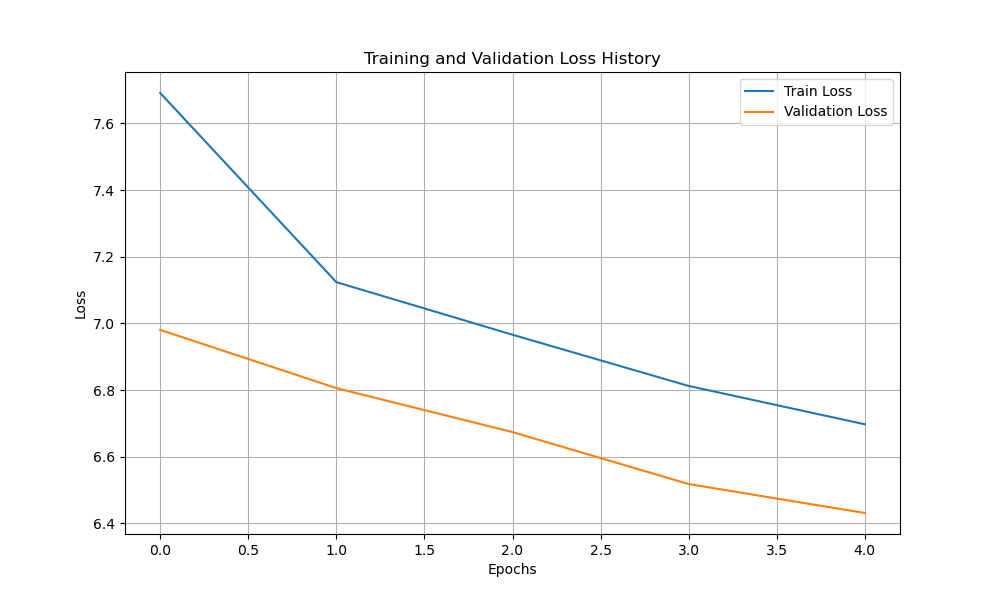 Training and Validation Loss History
Train Loss
Validation Loss
7.6
7.4
7.2
7.0
6.8
6.6
6.4
Loss
0.0 0.5 1.0 1.5 2.0 2.5 3.0 3.5 4.0
Epochs